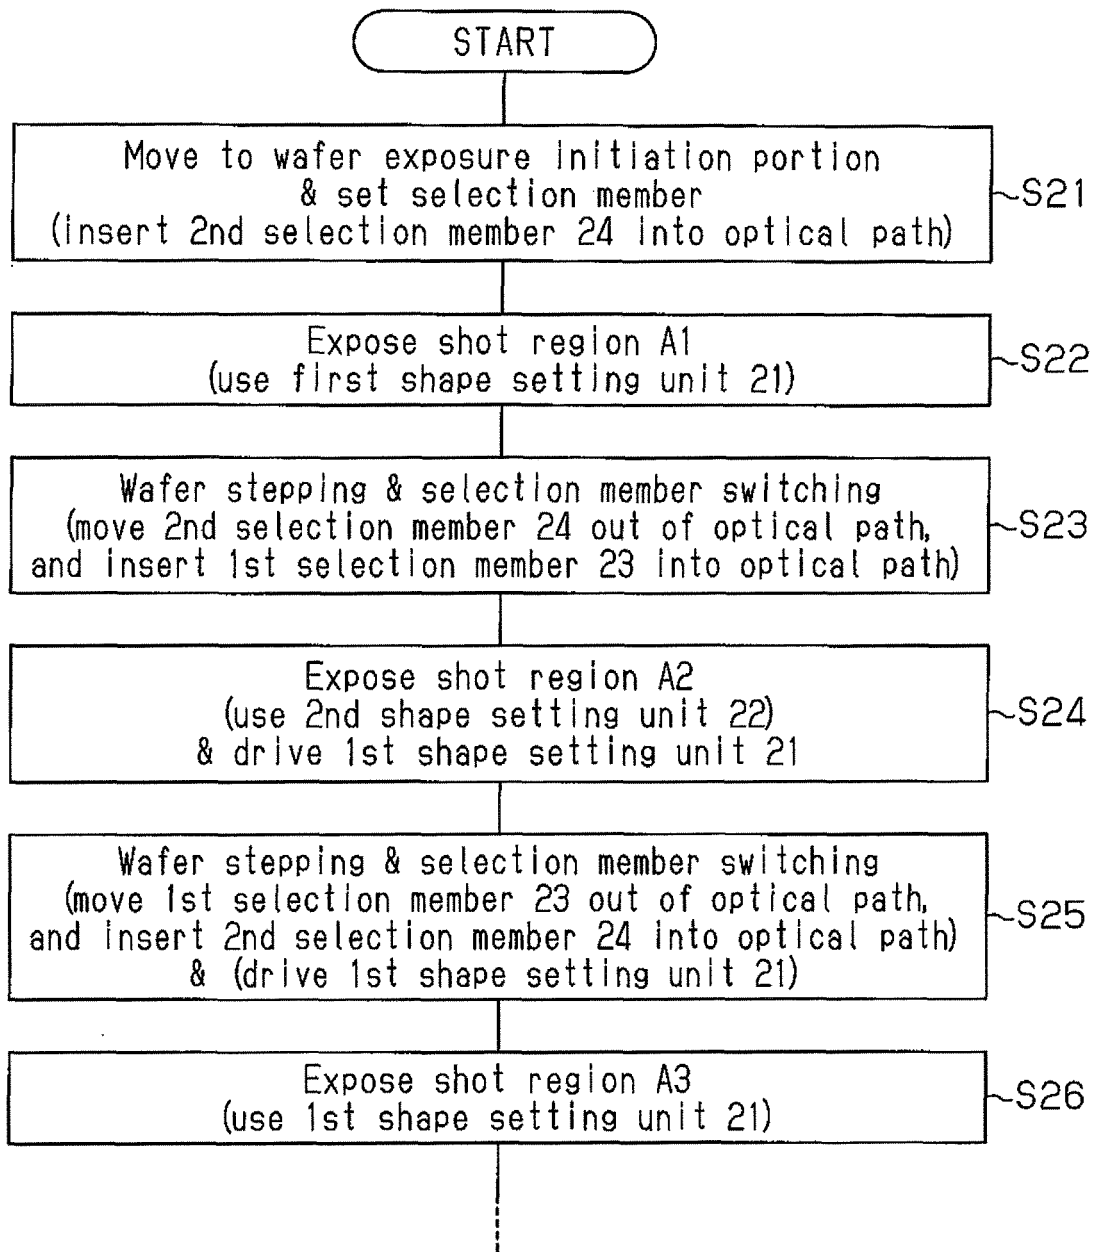 START
Move to wafer exposure initiation portion
& set selection member
(insert 2nd selection member 24 into optical path)
S21
Expose shot region A1
(use first shape setting unit 21)
S22
Wafer stepping & selection member switching
(move 2nd selection member 24 out of optical path,
and insert 1st selection member 23 into optical path)
S23
Expose shot region A2
(use 2nd shape setting unit 22)
& drive 1st shape setting unit 21
S24
Wafer stepping & selection member switching
(move 1st selection member 23 out of optical path,
and insert 2nd selection member 24 into optical path)
& (drive 1st shape setting unit 21)
S25
Expose shot region A3
(use 1st shape setting unit 21)
S26